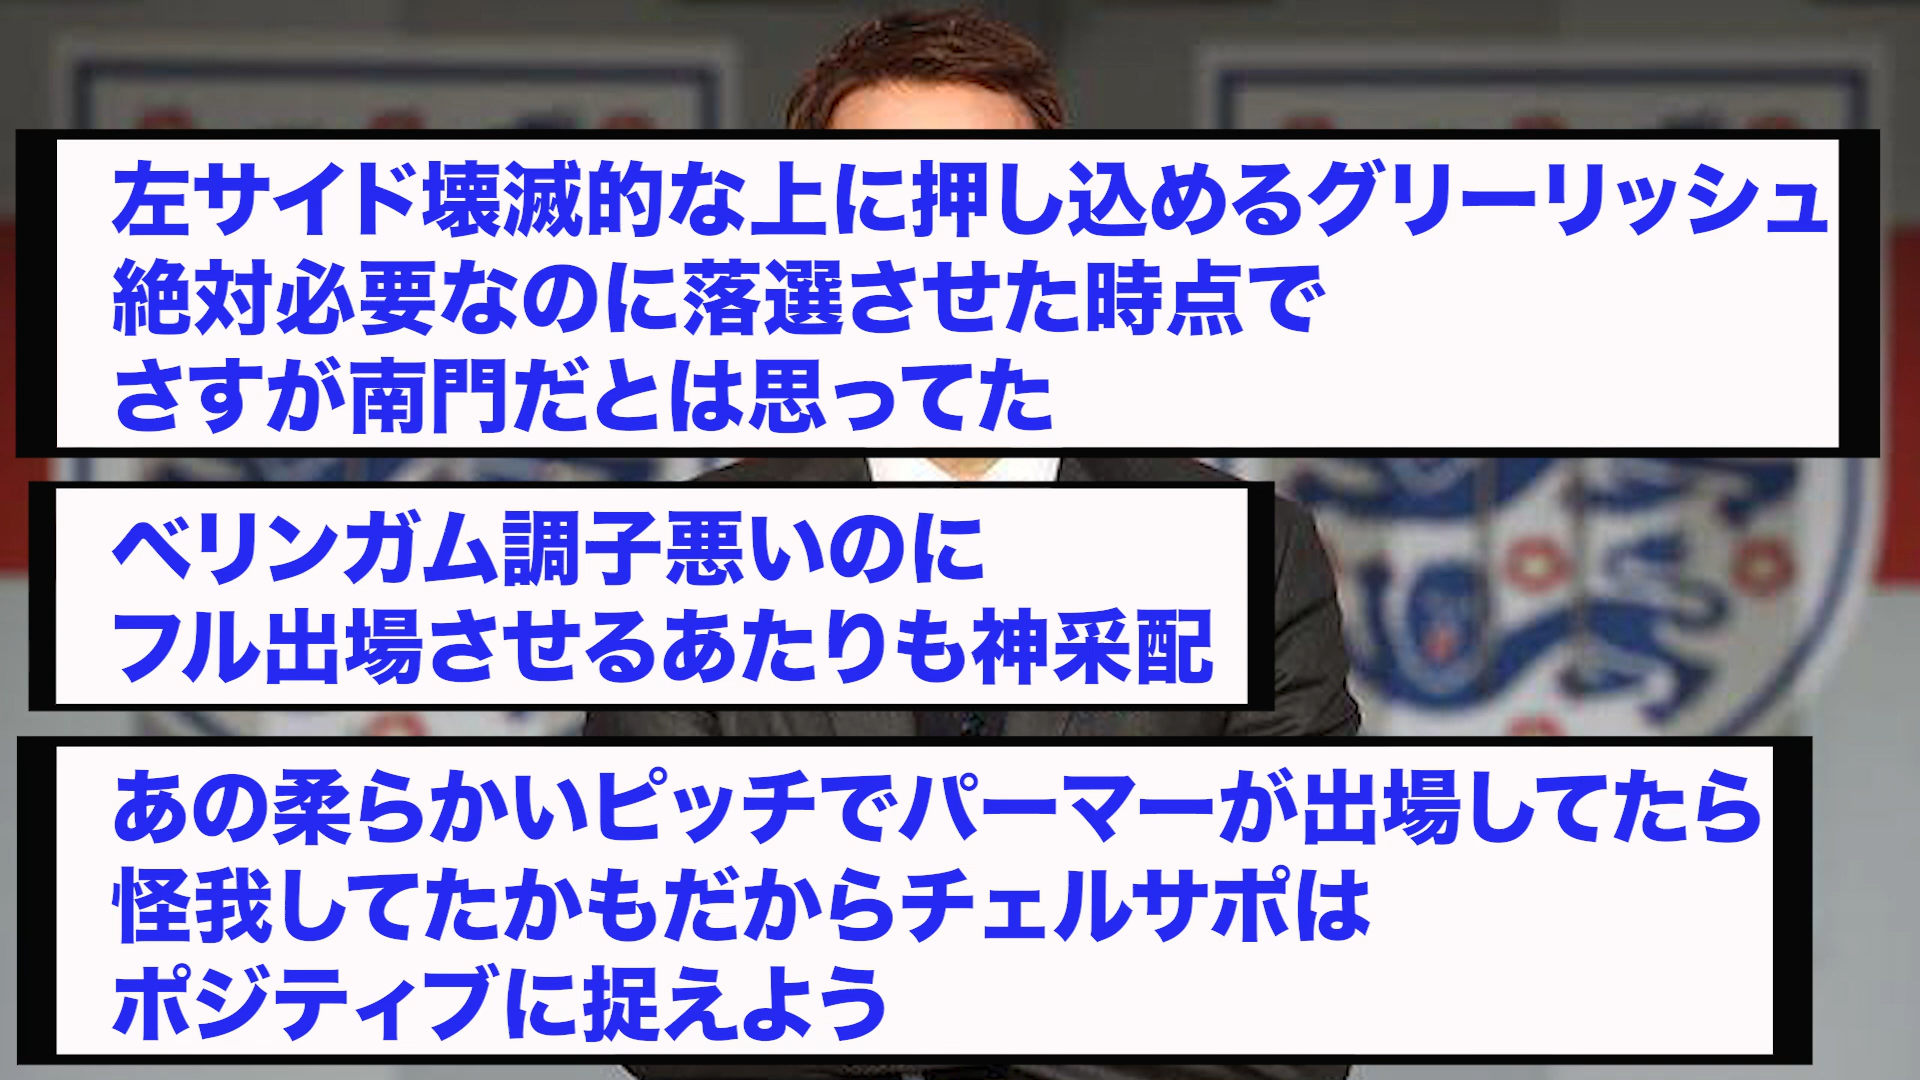 左サイド壊滅的な上に押し込めるグリーリッシュ
絶対必要なのに落選させた時点で
さすが南門だとは思ってた
ベリンガム調子悪いのに
フル出場させるあたりも神采配
あの柔らかいピッチでパーマーが出場してたら
怪我してたかもだからチェルサポは
ポジティブに捉えよう